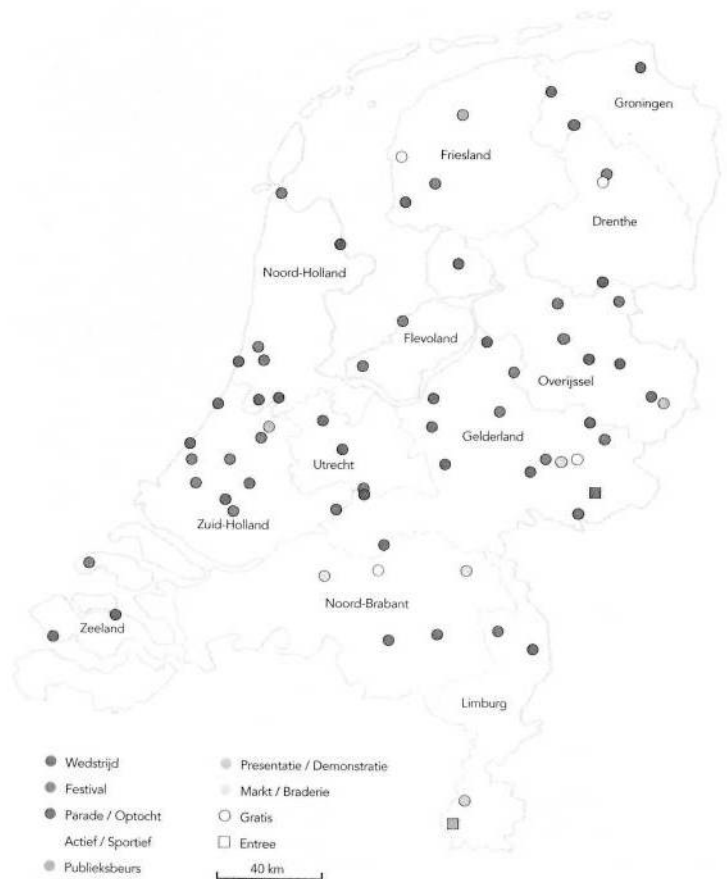 Groningen
Friesland
Drenthe
Noord-Holland
Flevoland
Overijssel
Gelderland
Utrecht
Zuid-Holland
Noord-Brabant
Zeeland
Limburg
Wedstrijd
Festival
Parade / Optocht
Actief / Sportief
Publieksbeurs
Presentatie / Demonstratie
Markt / Braderie
Gratis
Entree
40 km